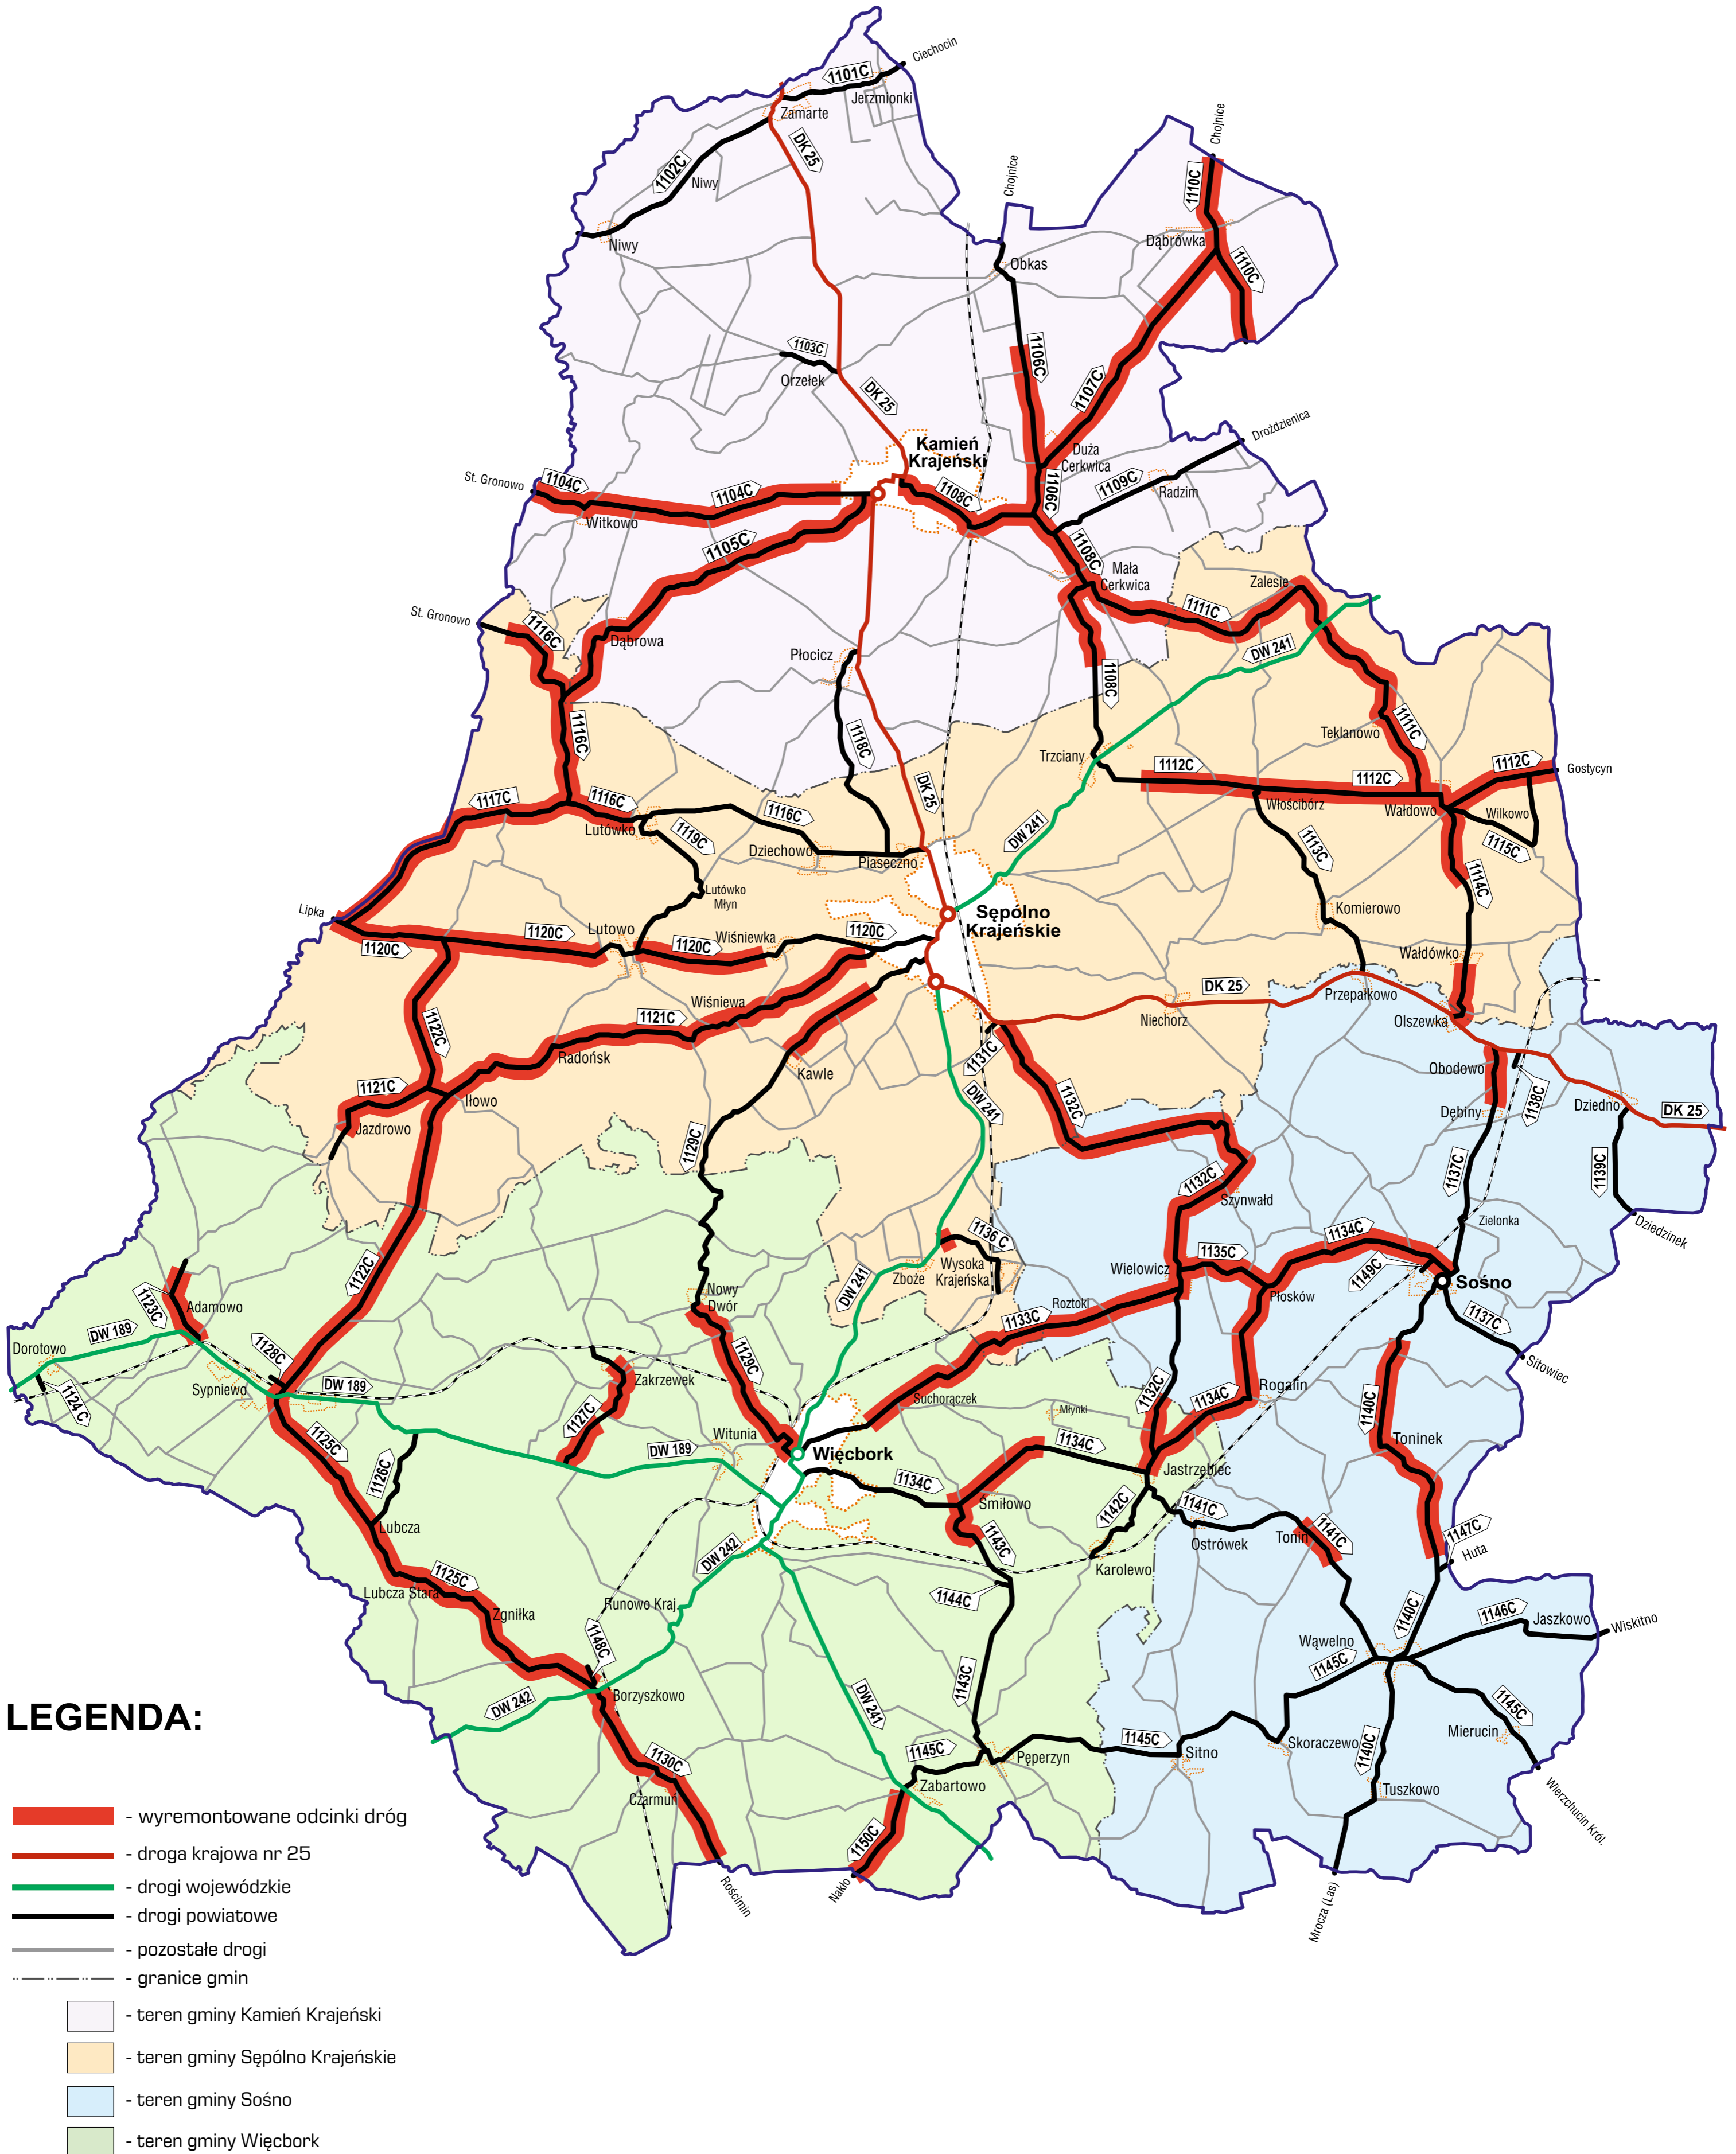 Ciechocin
1101C
Jerzmionki
Zamarte
DK 25
Chojnice
1102C
Niwy
Chojnice
1110C
Niwy
Dąbrówka
Obkas
1110C
1103C
1106C
Orzełek
1107C
DK 25
Drożdzienica
Kamień
Krajeński
Duża
Cerkwica
St. Gronowo
1104C
1104C
1108C
1106C
1109C
Radzim
Witkowo
1105C
1108C
Mała
Cerkwica
Zalesie
St. Gronowo
1116C
1111C
Dąbrowa
Płocicz
DW 241
1108C
1116C
1118C
Teklanowo
1111C
Trzciany
1112C
1112C
1112C
Gostycyn
DK 25
1117C
1116C
1116C
Włościbórz
Wałdowo
Wilkowo
Lutówko
1119C
DW 241
Dziechowo
Piaseczno
1113C
1115C
Lutówko
Młyn
1114C
Lipka
Sępólno
Krajeńskie
Komierowo
1120C
1120C
Lutowo
1120C
Wiśniewka
1120C
Wałdówko
DK 25
Przepałkowo
Wiśniewa
Niechorz
Olszewka
1122C
1121C
Radońsk
1131C
Kawle
Obodowo
1121C
Iłowo
DW 241
1132C
Dębiny
1138C
Dziedno
DK 25
Jazdrowo
1129C
1137C
1139C
1132C
Szynwałd
Zielonka
Dziedzinek
1136 C
1134C
Wysoka
Krajeńska
Zboże
Wielowicz
1135C
1149C
Sośno
1122C
DW 241
Płosków
1123C
Adamowo
Nowy
Dwór
Roztoki
1133C
1137C
DW 189
Dorotowo
1128C
1129C
Sitowiec
Sypniewo
DW 189
Zakrzewek
1124 C
Suchorączek
Rogalin
1127C
Młynki
1132C
1134C
1140C
1125C
1126C
DW 189
Witunia
Więcbork
1134C
Toninek
1134C
Jastrzębiec
Lubcza
Śmiłowo
1142C
1141C
1143C
Tonin
1141C
1147C
Ostrówek
Huta
DW 242
Karolewo
1125C
Lubcza Stara
1144C
Zgniłka
Runowo Kraj.
1140C
1146C
Jaszkowo
Wiskitno
1148C
Wąwelno
1145C
1143C
Borzyszkowo
DW 242
DW 241
1145C
Mierucin
1130C
1145C
Pęperzyn
1145C
Sitno
Skoraczewo
1140C
Zabartowo
Tuszkowo
Czarmuń
Wierzchucin Król.
1150C
Nakło
Rościmin
Mrocza (Las)
LEGENDA:
- wyremontowane odcinki dróg
- droga krajowa nr 25
- drogi wojewódzkie
- drogi powiatowe
- pozostałe drogi
- granice gmin
- teren gminy Kamień Krajeński
- teren gminy Sępólno Krajeńskie
- teren gminy Sośno
- teren gminy Więcbork